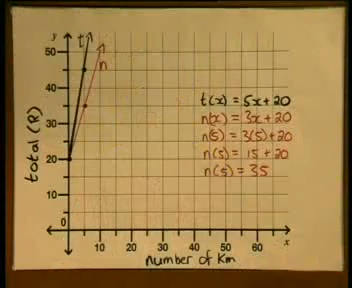 y
t
n
50
40
30
20
10
0
10 20 30 40 50 60
x
total (R)
number of Km
t(x) = 5x + 20
n(x) = 3x + 20
n(5) = 3(5) + 20
n(5) = 15 + 20
n(5) = 35